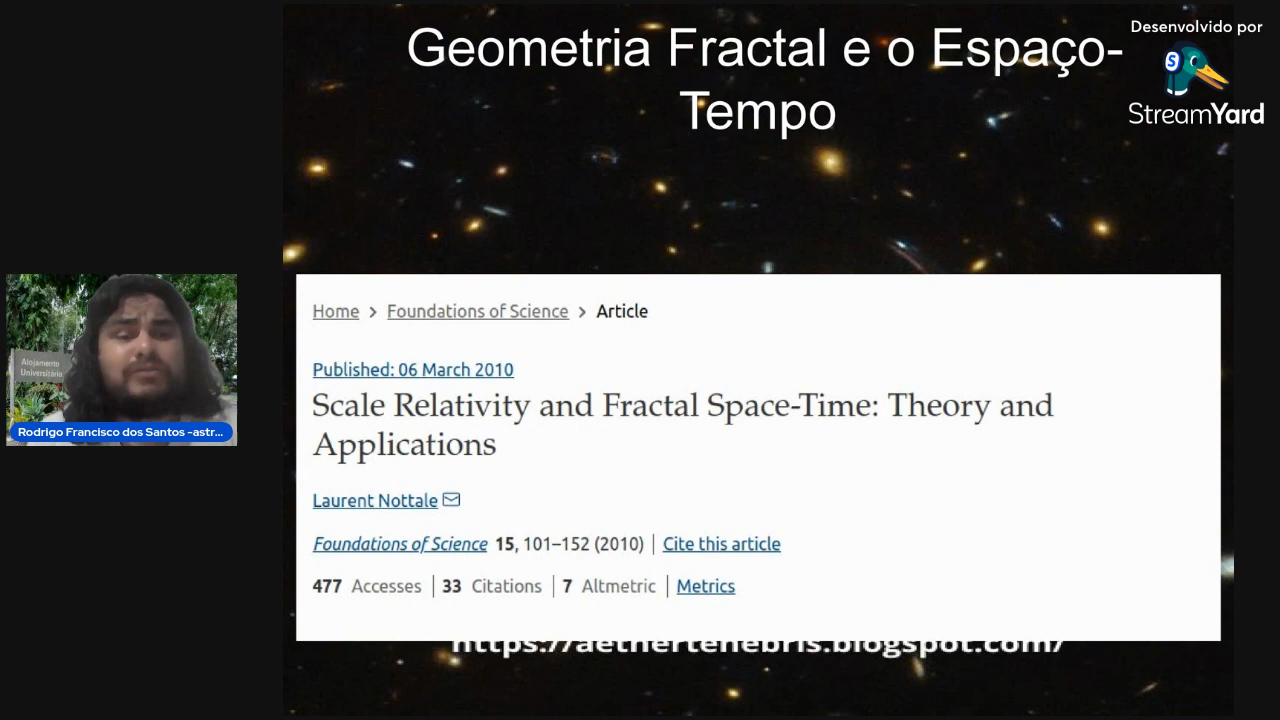 Geometria Fractal e o Espaço-
Tempo
Desenvolvido por
S
StreamYard
Home > Foundations of Science > Article
Published: 06 March 2010
Scale Relativity and Fractal Space-Time: Theory and
Applications
Laurent Nottale
Foundations of Science 15, 101–152 (2010) | Cite this article
477 Accesses | 33 Citations | 7 Altmetric | Metrics
https://aethertenebris.blogspot.com/
Alojamento
Universitário
Rodrigo Francisco dos Santos -astr...